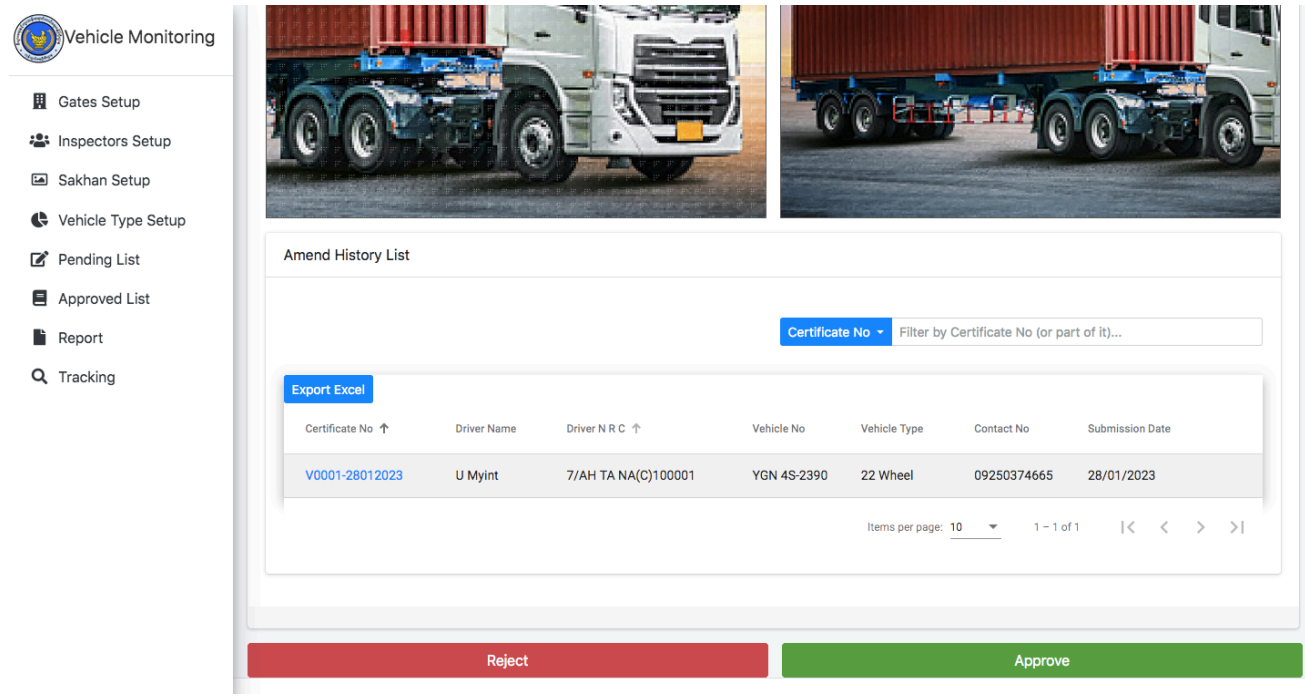 Vehicle Monitoring
Gates Setup
Inspectors Setup
Sakhan Setup
Vehicle Type Setup
Pending List
Approved List
Report
Tracking
Amend History List
Certificate No Filter by Certificate No (or part of it)...
Export Excel
Certificate No Driver Name Driver N R C Vehicle No Vehicle Type Contact No Submission Date
V0001-28012023 U Myint 7/AH TA NA(C)100001 YGN 4S-2390 22 Wheel 09250374665 28/01/2023
Items per page: 10 1 – 1 of 1
Reject Approve